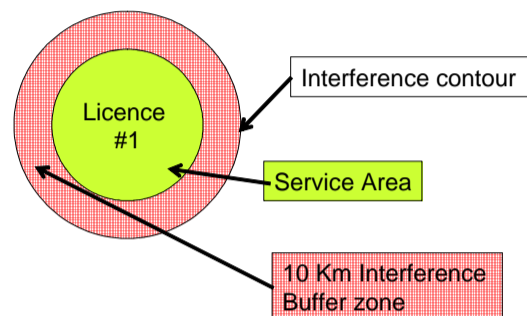 Licence
#1
Interference contour
Service Area
10 Km Interference
Buffer zone